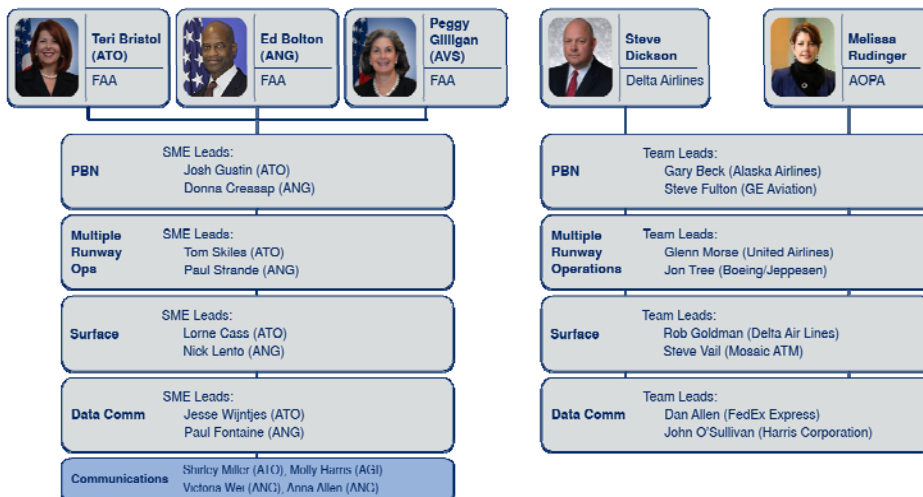 Teri Bristol
(ATO)
FAA
Ed Bolton
(ANG)
FAA
Peggy
Gilligan
(AVS)
FAA
Steve
Dickson
Delta Airlines
Melissa
Rudinger
AOPA
PBN
SME Leads:
Josh Gustin (ATO)
Donna Creasap (ANG)
Multiple
Runway
Ops
SME Leads:
Tom Skiles (ATO)
Paul Strande (ANG)
Surface
SME Leads:
Lorne Cass (ATO)
Nick Lento (ANG)
Data Comm
SME Leads:
Jesse Wijntjes (ATO)
Paul Fontaine (ANG)
Communications
Shirley Miller (ATO), Molly Harris (AGI)
Victoria Wei (ANG), Anna Allen (ANG)
PBN
Team Leads:
Gary Beck (Alaska Airlines)
Steve Fulton (GE Aviation)
Multiple
Runway
Operations
Team Leads:
Glenn Morse (United Airlines)
Jon Tree (Boeing/Jeppesen)
Surface
Team Leads:
Rob Goldman (Delta Air Lines)
Steve Vail (Mosaic ATM)
Data Comm
Team Leads:
Dan Allen (FedEx Express)
John O'Sullivan (Harris Corporation)